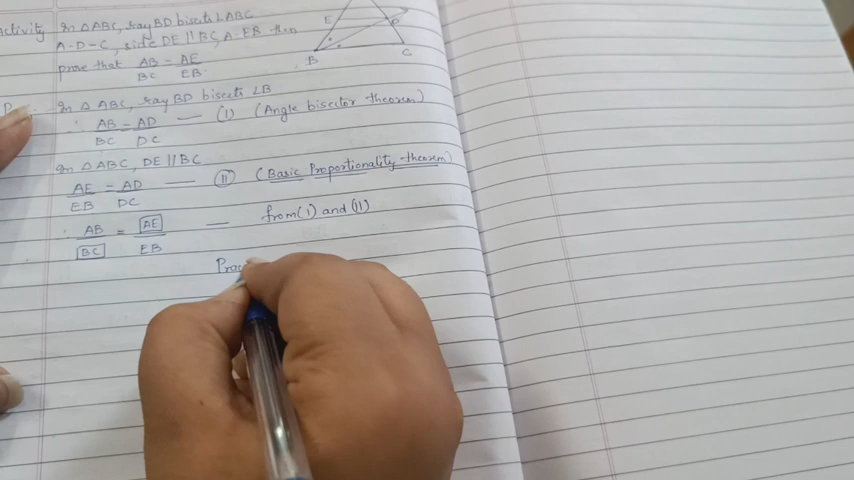 Activity In △ABC, ray BD bisects ∠ABC
A-D-C, side DE || BC, A-E-B then
prove that AB/BC = AE/EB.
E D
B C
In △ABC, ray BD bisects ∠B
∴ AB/BC = AD/DC — (I) (Angle bisector theorem)
In △ABC, DE || BC
AE/EB = AD/DC — (II) (Basic Proportionality theorem)
∴ AB/BC = AE/EB — from (I) and (II)